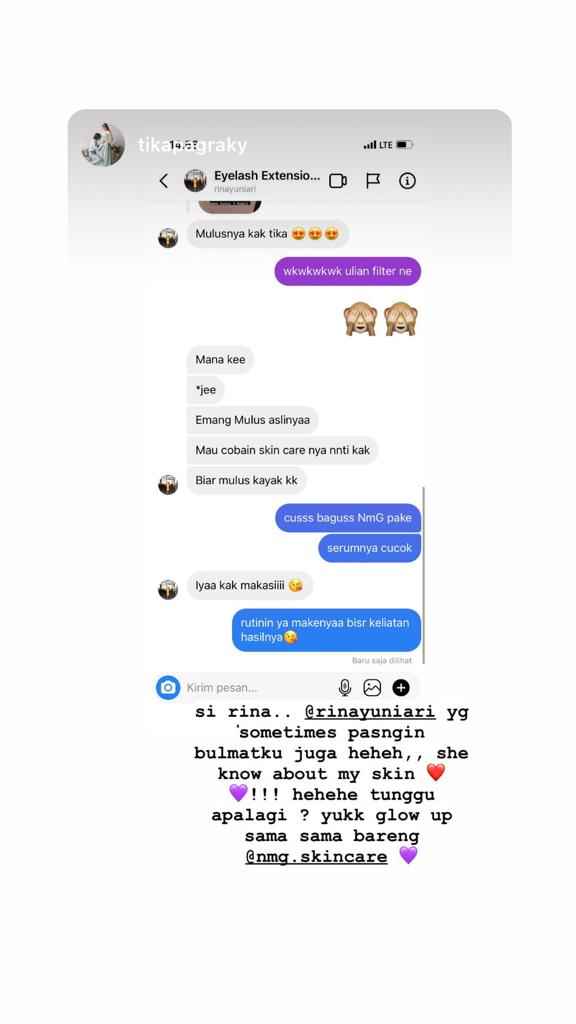 tikapagraky
LTE
Eyelash Extensio...
rinayuniari
Mulusnya kak tika 😍😍😍
wkwkwkwk ulian filter ne
🙈🙈
Mana kee
*jee
Emang Mulus aslinyaa
Mau cobain skin care nya nnti kak
Biar mulus kayak kk
cusss baguss NmG pake
serumnya cucok
Iyaa kak makasiiii 😘
rutinin ya makenyaa bisr keliatan
hasilnya😘
Baru saja dilihat
Kirim pesan...
si rina.. @rinayuniari yg
sometimes pasngin
bulmatku juga heheh,, she
know about my skin ❤️
💜!!! hehehe tunggu
apalagi ? yukk glow up
sama sama bareng
@nmg.skincare 💜